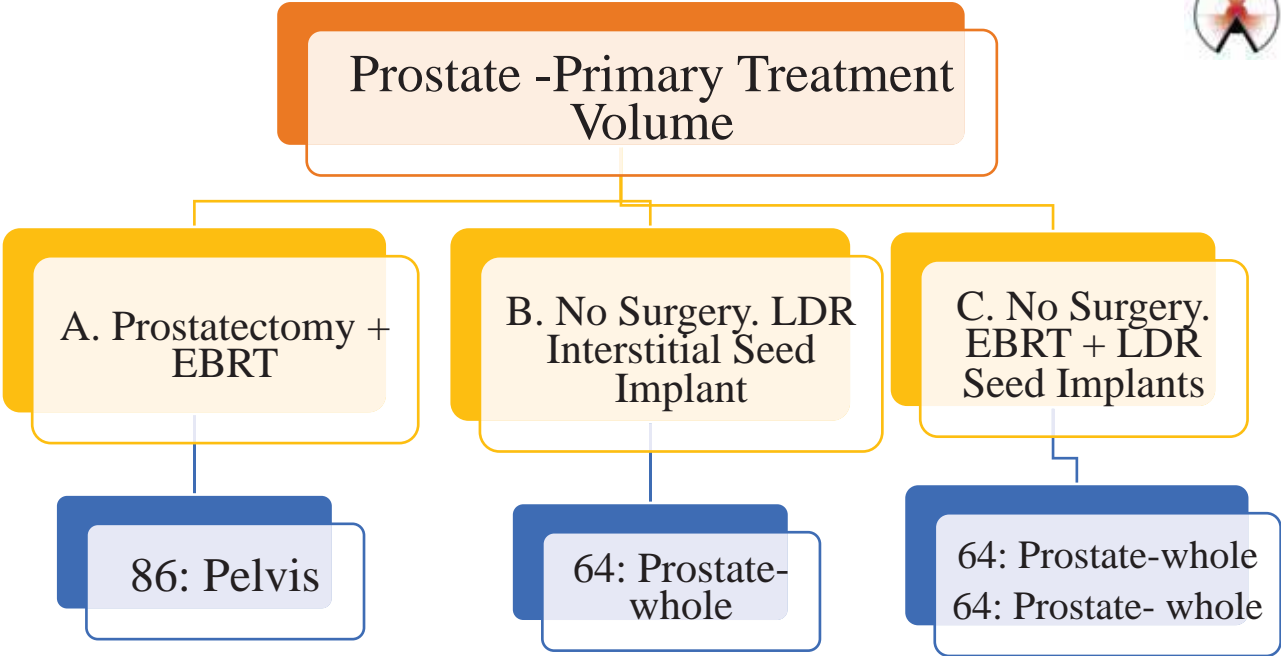 Prostate -Primary Treatment
Volume
A. Prostatectomy +
EBRT
B. No Surgery. LDR
Interstitial Seed
Implant
C. No Surgery.
EBRT + LDR
Seed Implants
86: Pelvis
64: Prostate-
whole
64: Prostate-whole
64: Prostate- whole